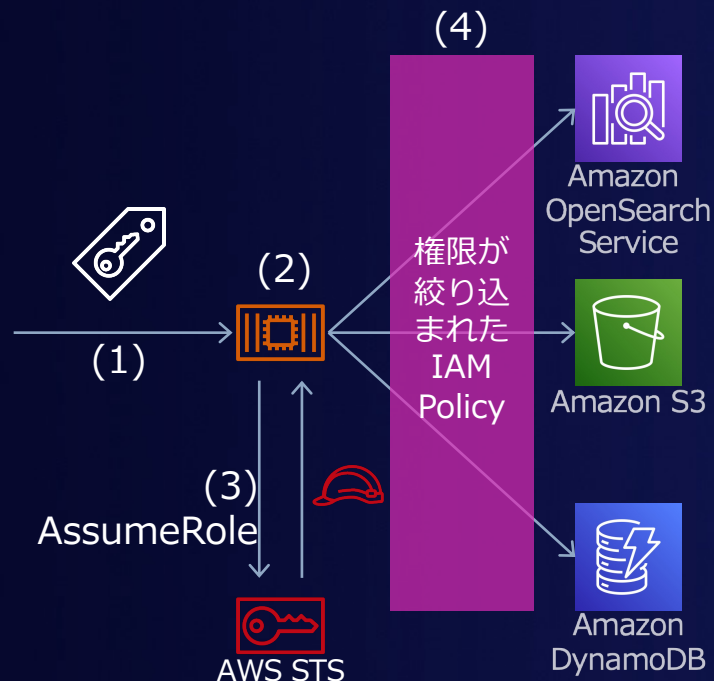 (4)
Amazon
OpenSearch
Service
(2)
(1)
権限が
絞り込
まれた
IAM
Policy
Amazon S3
(3)
AssumeRole
AWS STS
Amazon
DynamoDB